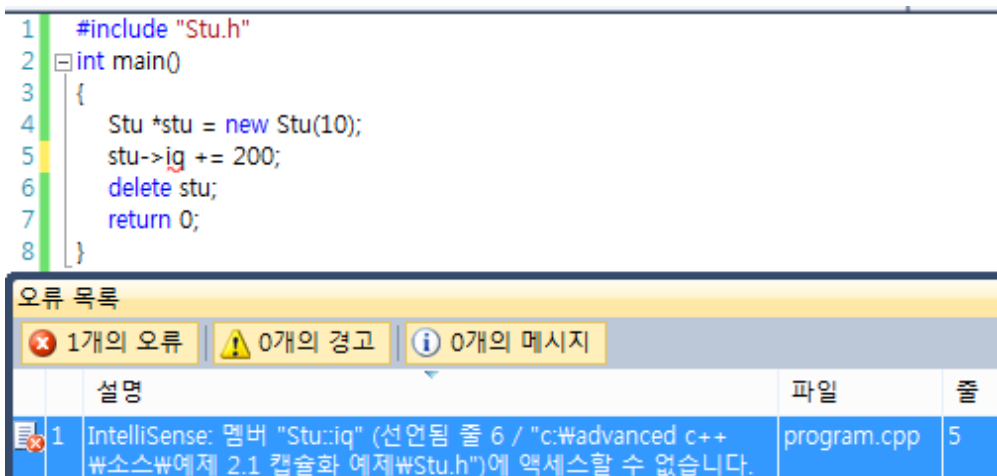 1 #include "Stu.h"
2 int main()
3 {
4 Stu *stu = new Stu(10);
5 stu->iq += 200;
6 delete stu;
7 return 0;
8 }
오류 목록
1개의 오류 0개의 경고 0개의 메시지
설명 파일 줄
1 IntelliSense: 멤버 "Stu::iq" (선언됨 줄 6 / "c:₩advanced c++ program.cpp 5
₩소스₩예제 2.1 캡슐화 예제₩Stu.h")에 액세스할 수 없습니다.